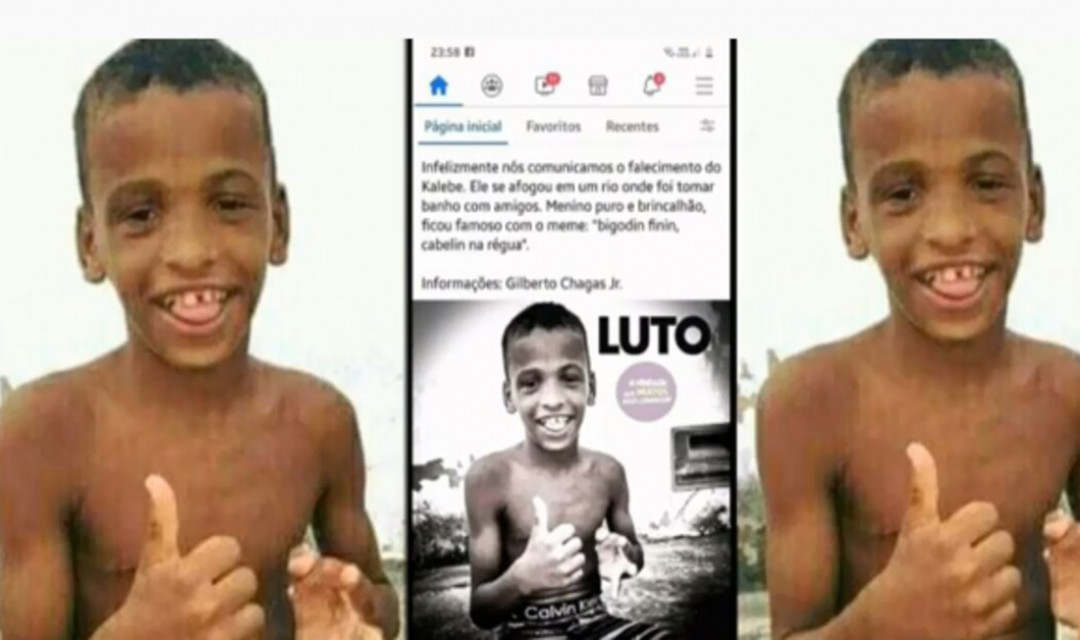 23:58
Página inicial Favoritos Recentes
Infelizmente nós comunicamos o falecimento do
Kalebe. Ele se afogou em um rio onde foi tomar
banho com amigos. Menino puro e brincalhão,
ficou famoso com o meme: "bigodin finin,
cabelin na régua".
Informações: Gilberto Chagas Jr.
LUTO
Calvin